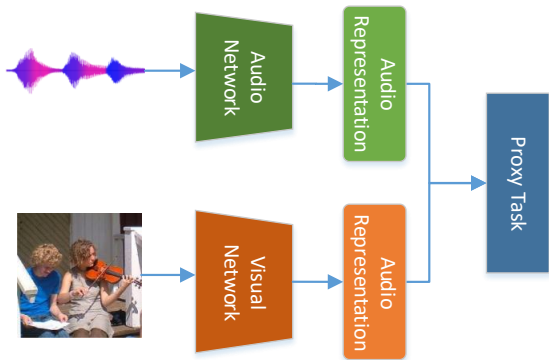 Audio
Network
Audio
Representation
Visual
Network
Audio
Representation
Proxy Task